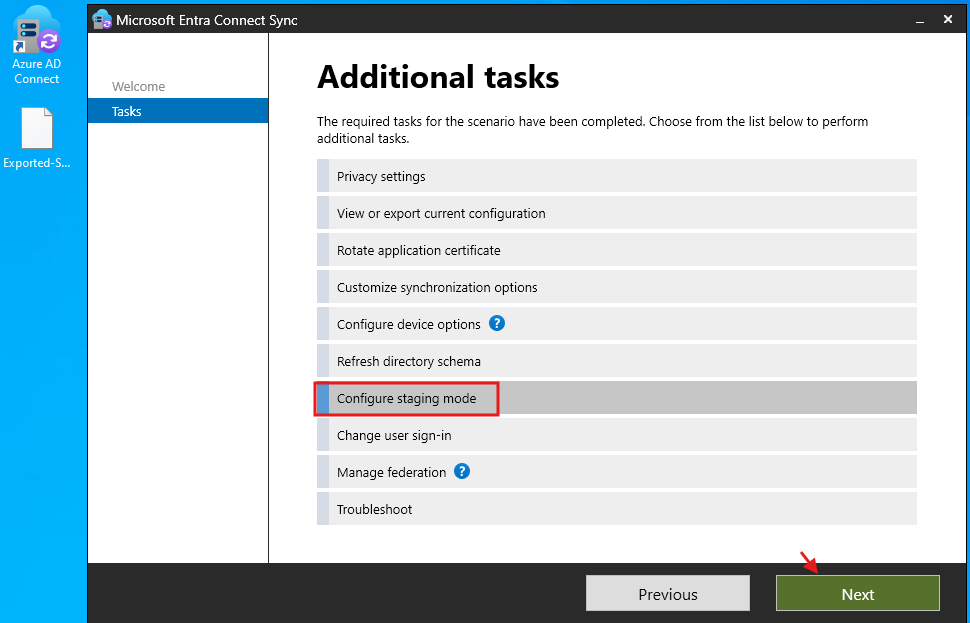 Azure AD
Connect
Exported-S...
Microsoft Entra Connect Sync
Welcome
Tasks
Additional tasks
The required tasks for the scenario have been completed. Choose from the list below to perform
additional tasks.
Privacy settings
View or export current configuration
Rotate application certificate
Customize synchronization options
Configure device options ?
Refresh directory schema
Configure staging mode
Change user sign-in
Manage federation ?
Troubleshoot
Previous
Next